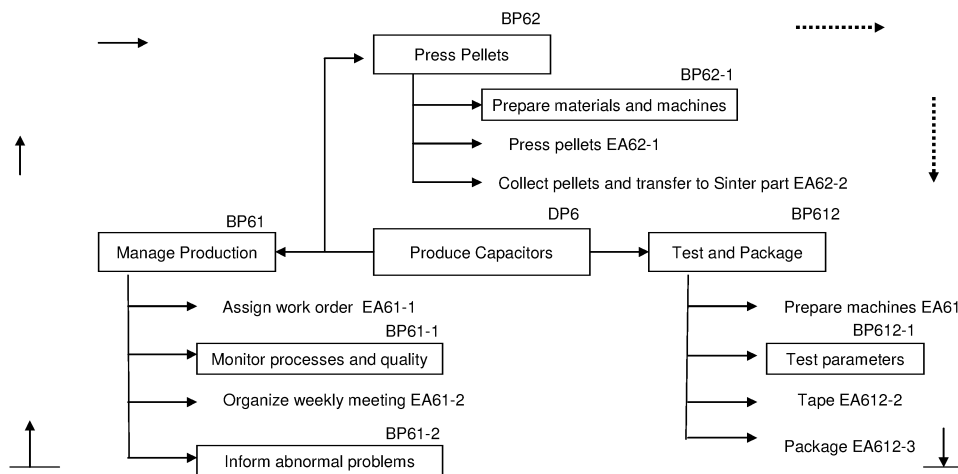 BP62
Press Pellets
BP62-1
Prepare materials and machines
Press pellets EA62-1
Collect pellets and transfer to Sinter part EA62-2
BP61
DP6
BP612
Manage Production
Produce Capacitors
Test and Package
Assign work order EA61-1
Prepare machines EA61
BP61-1
BP612-1
Monitor processes and quality
Test parameters
Organize weekly meeting EA61-2
Tape EA612-2
BP61-2
Package EA612-3
Inform abnormal problems